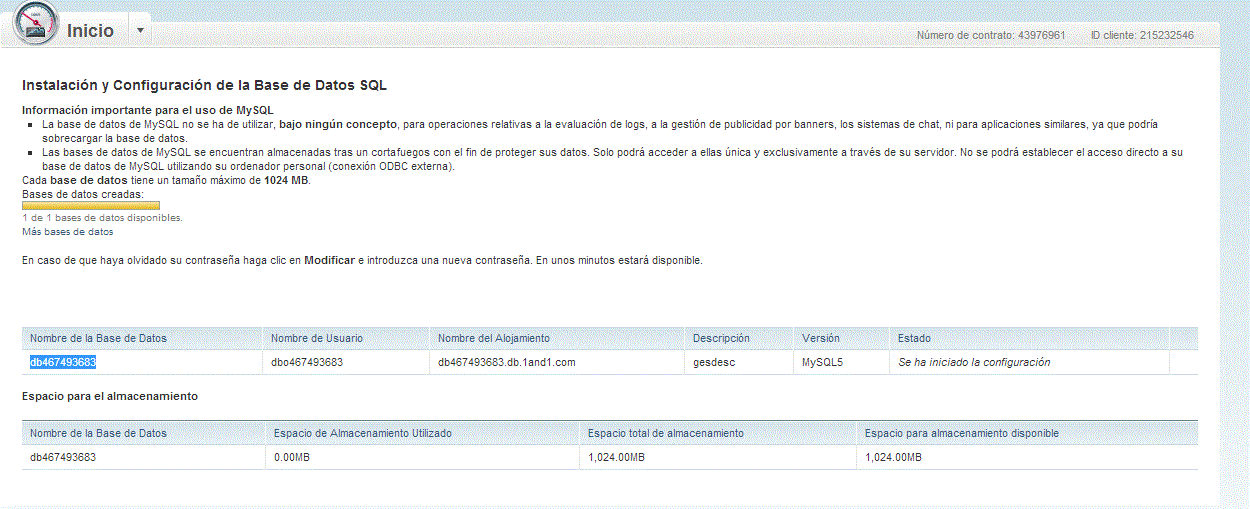 Inicio
Número de contrato: 43976961 ID cliente: 215232546
Instalación y Configuración de la Base de Datos SQL
Información importante para el uso de MySQL
La base de datos de MySQL no se ha de utilizar, bajo ningún concepto, para operaciones relativas a la evaluación de logs, a la gestión de publicidad por banners, los sistemas de chat, ni para aplicaciones similares, ya que podría
sobrecargar la base de datos.
Las bases de datos de MySQL se encuentran almacenadas tras un cortafuegos con el fin de proteger sus datos. Solo podrá acceder a ellas única y exclusivamente a través de su servidor. No se podrá establecer el acceso directo a su
base de datos de MySQL utilizando su ordenador personal (conexión ODBC externa).
Cada base de datos tiene un tamaño máximo de 1024 MB.
Bases de datos creadas:
1 de 1 bases de datos disponibles.
Más bases de datos
En caso de que haya olvidado su contraseña haga clic en Modificar e introduzca una nueva contraseña. En unos minutos estará disponible.
Nombre de la Base de Datos Nombre de Usuario Nombre del Alojamiento Descripción Versión Estado
db467493683 dbo467493683 db467493683.db.1and1.com gesdesc MySQL5 Se ha iniciado la configuración
Espacio para el almacenamiento
Nombre de la Base de Datos Espacio de Almacenamiento Utilizado Espacio total de almacenamiento Espacio para almacenamiento disponible
db467493683 0.00MB 1,024.00MB 1,024.00MB